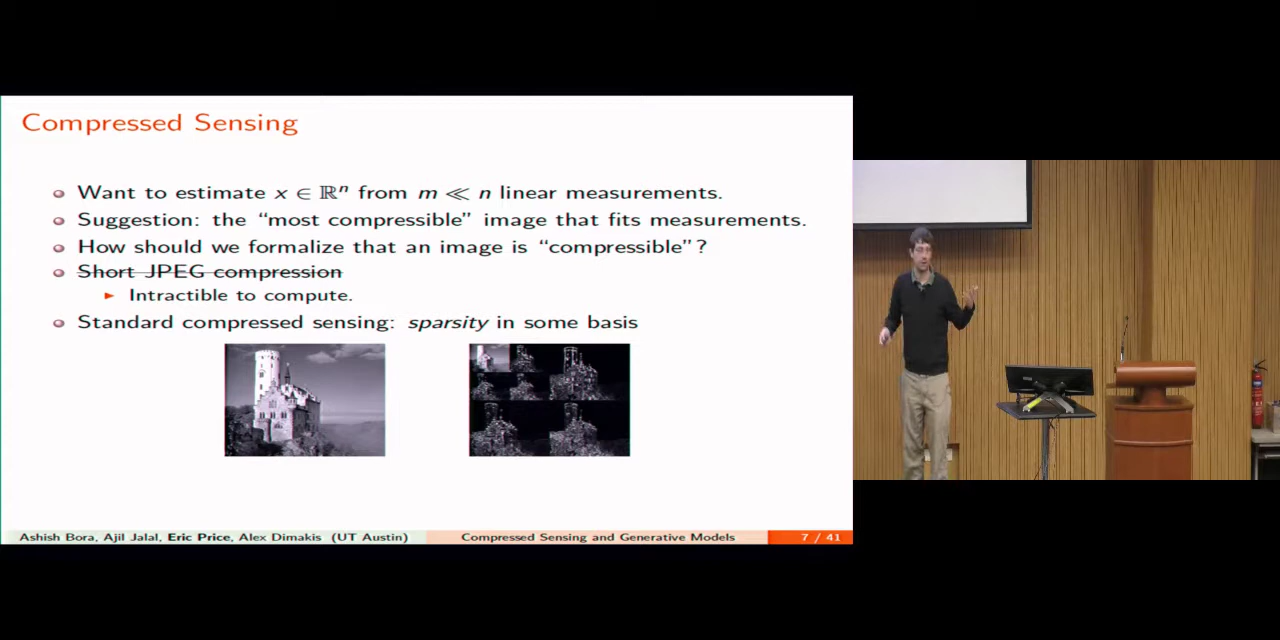 Compressed Sensing
Want to estimate x ∈ ℝⁿ from m ≪ n linear measurements.
Suggestion: the “most compressible” image that fits measurements.
How should we formalize that an image is “compressible”?
Short JPEG compression
Intractible to compute.
Standard compressed sensing: sparsity in some basis
Ashish Bora, Ajil Jalal, Eric Price, Alex Dimakis (UT Austin) Compressed Sensing and Generative Models 7 / 41